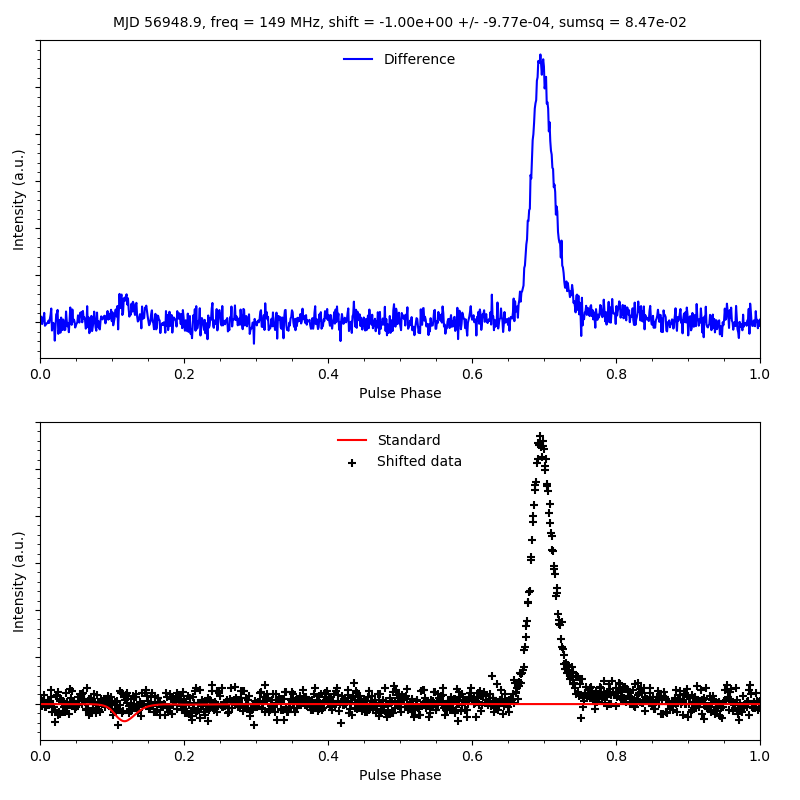 MJD 56948.9, freq = 149 MHz, shift = -1.00e+00 +/- -9.77e-04, sumsq = 8.47e-02
Difference
Intensity (a.u.)
0.0 0.2 0.4 0.6 0.8 1.0
Pulse Phase
Standard
Shifted data
Intensity (a.u.)
0.0 0.2 0.4 0.6 0.8 1.0
Pulse Phase